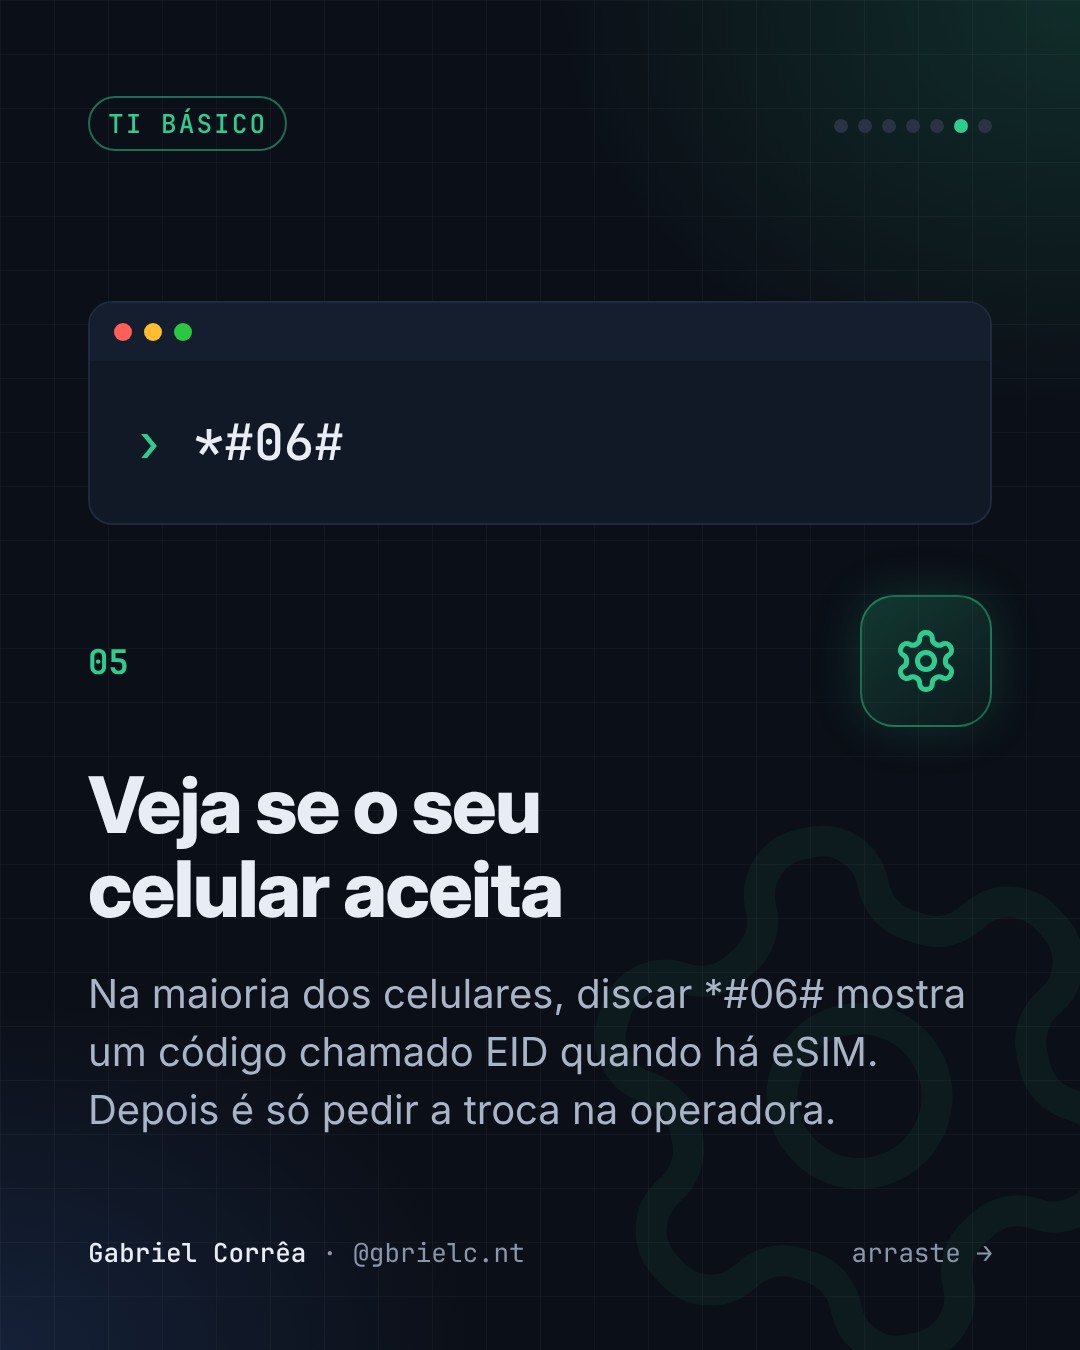 TI BÁSICO
› *#06#
05
Veja se o seu
celular aceita
Na maioria dos celulares, discar *#06# mostra
um código chamado EID quando há eSIM.
Depois é só pedir a troca na operadora.
Gabriel Corrêa · @gbrielc.nt
arraste →